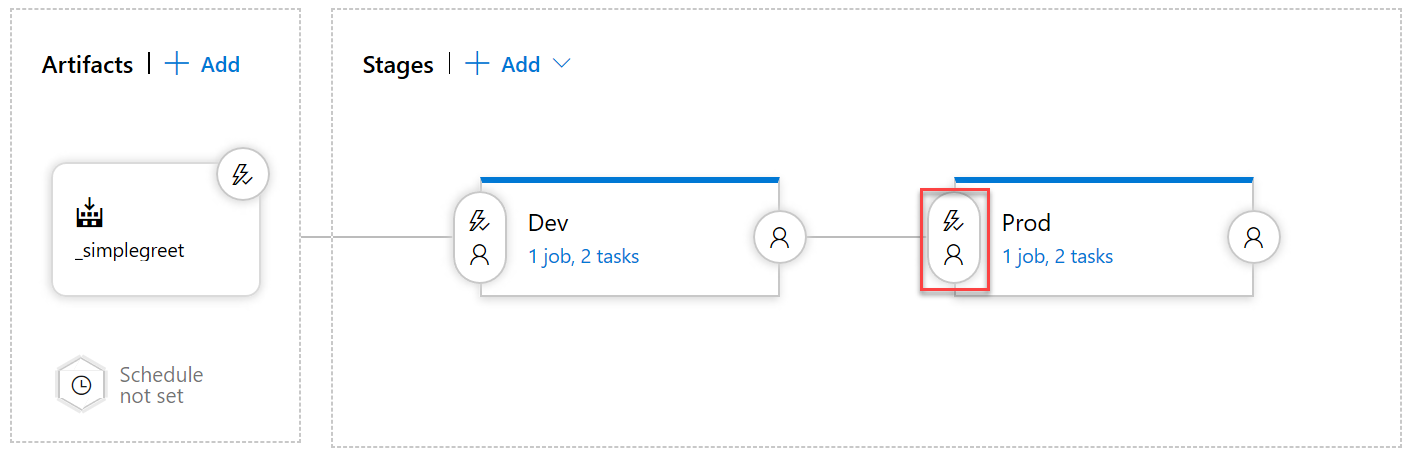 Artifacts
Add
_simplegreet
Schedule
not set
Stages
Add
Dev
1 job, 2 tasks
Prod
1 job, 2 tasks